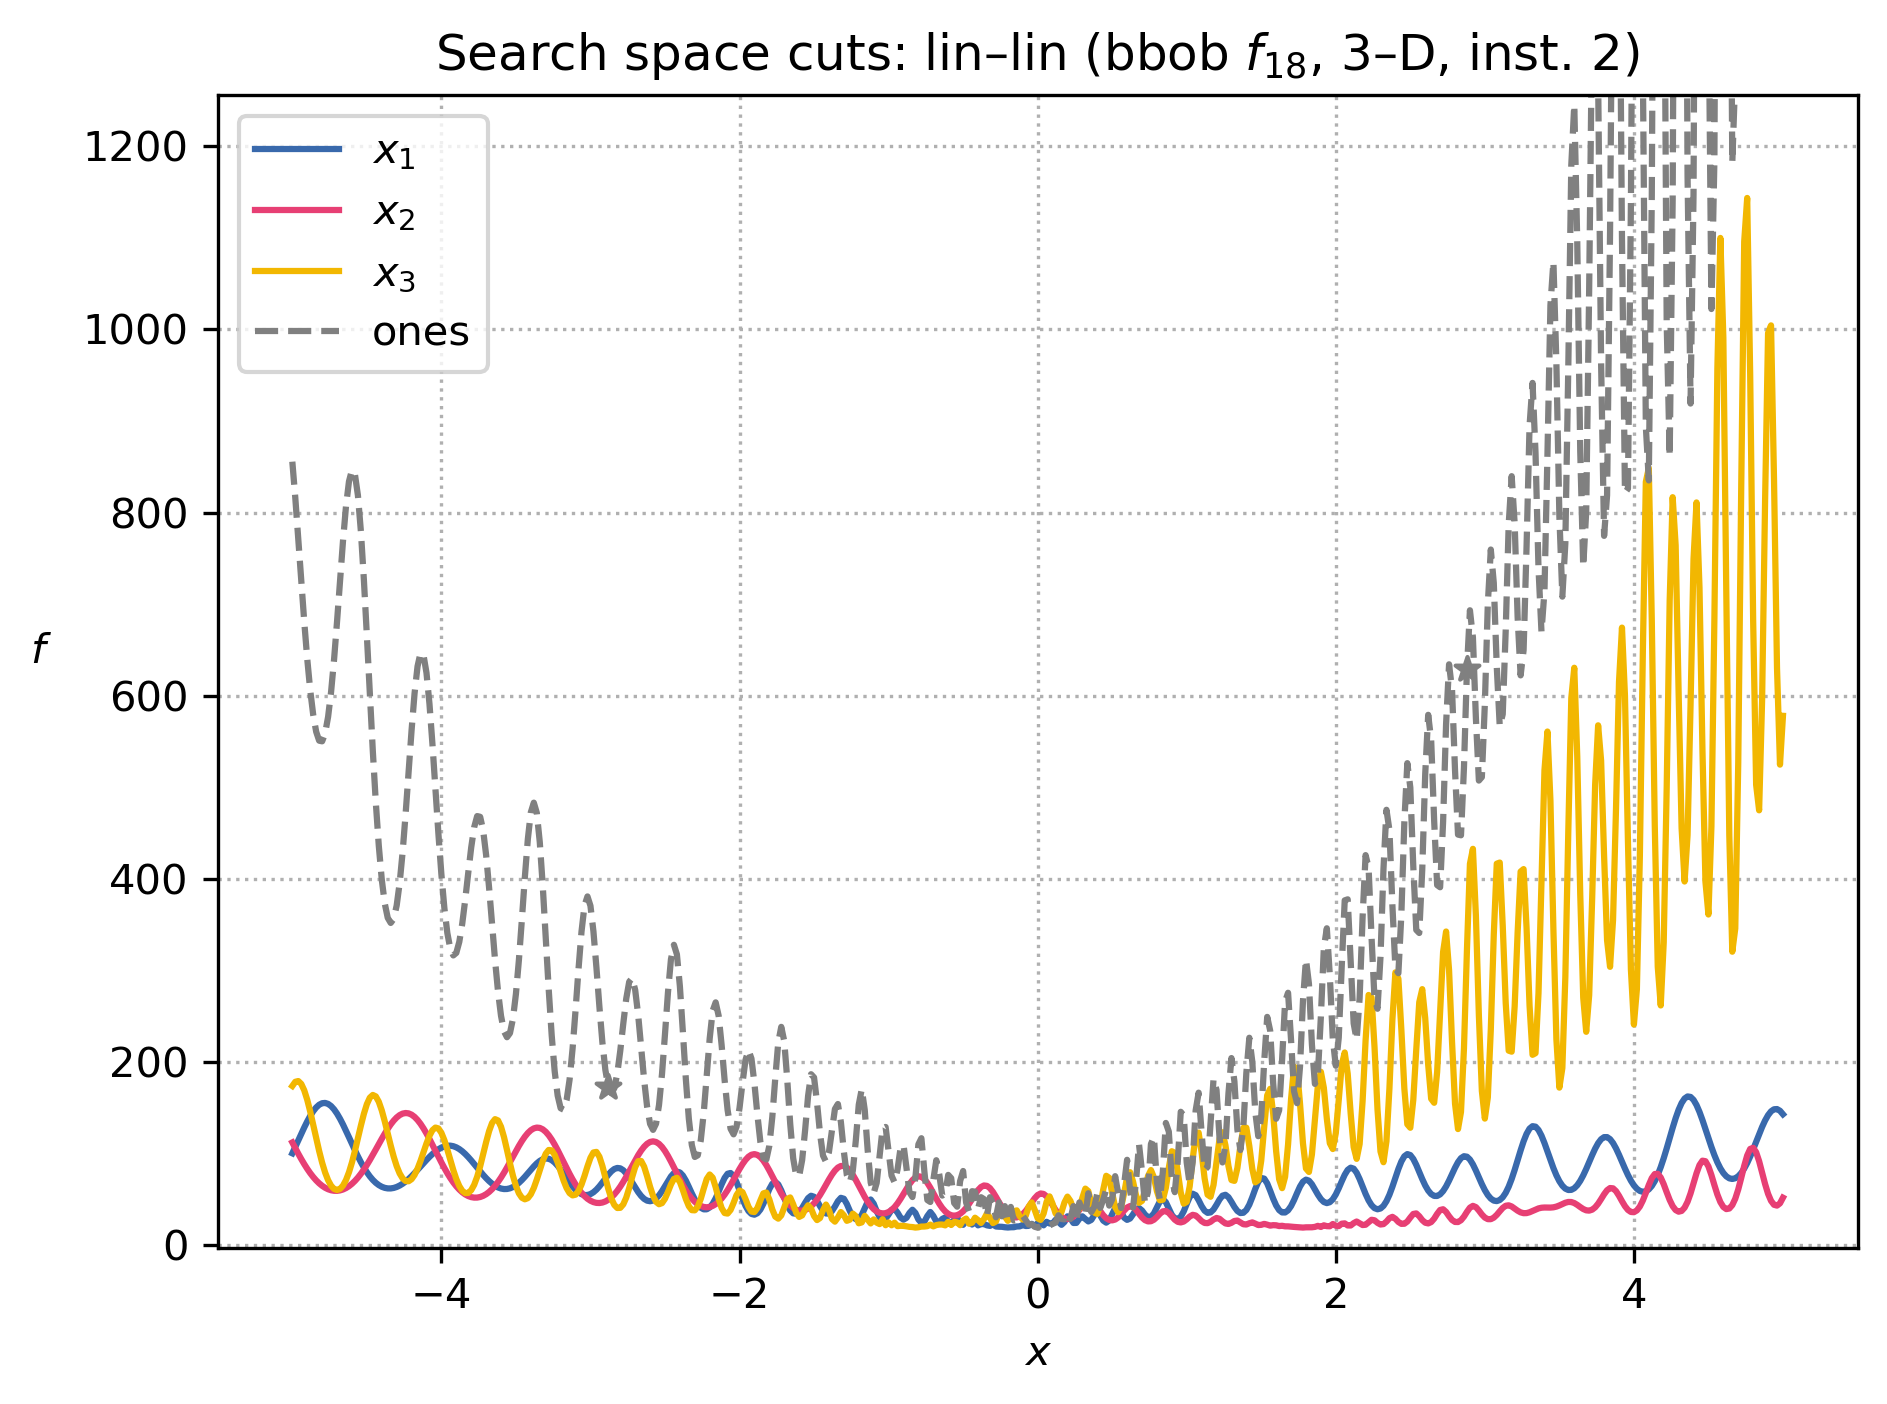 Search space cuts: lin–lin (bbob f₁₈, 3–D, inst. 2)
x₁
x₂
x₃
ones
1200
1000
800
600
400
200
0
f
−4 −2 0 2 4
x